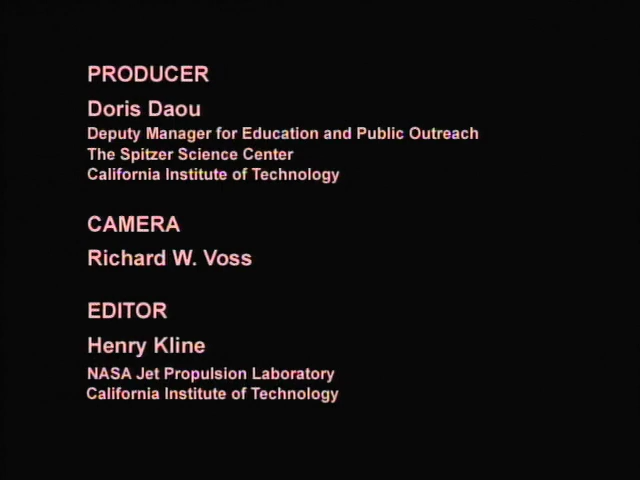 PRODUCER
Doris Daou
Deputy Manager for Education and Public Outreach
The Spitzer Science Center
California Institute of Technology
CAMERA
Richard W. Voss
EDITOR
Henry Kline
NASA Jet Propulsion Laboratory
California Institute of Technology